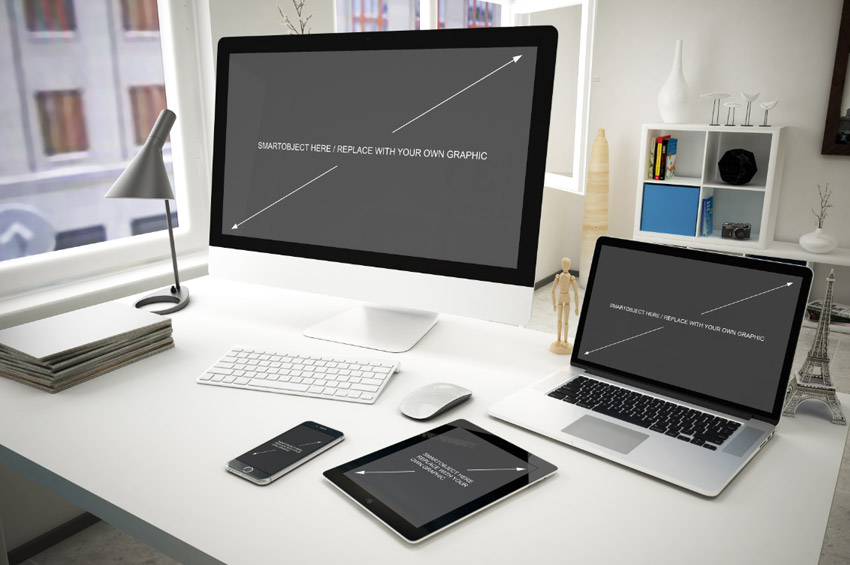 SMARTOBJECT HERE / REPLACE WITH YOUR OWN GRAPHIC
SMARTOBJECT HERE / REPLACE WITH YOUR OWN GRAPHIC
SMARTOBJECT HERE
REPLACE WITH YOUR
OWN GRAPHIC